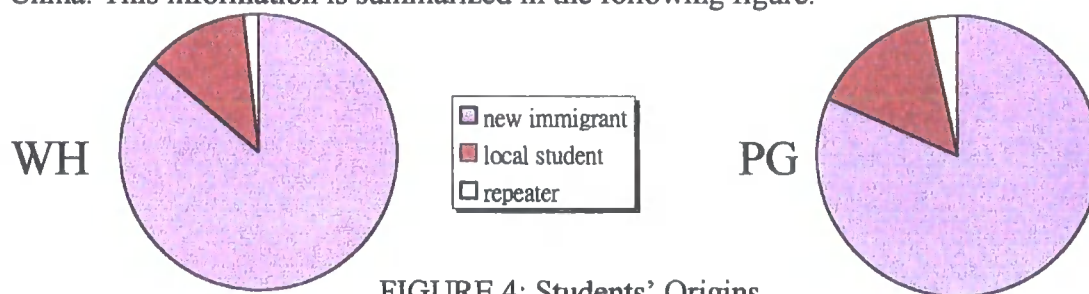 China. This information is summarized in the following figure.
WH
new immigrant
local student
repeater
PG
FIGURE 4: Students' Origins